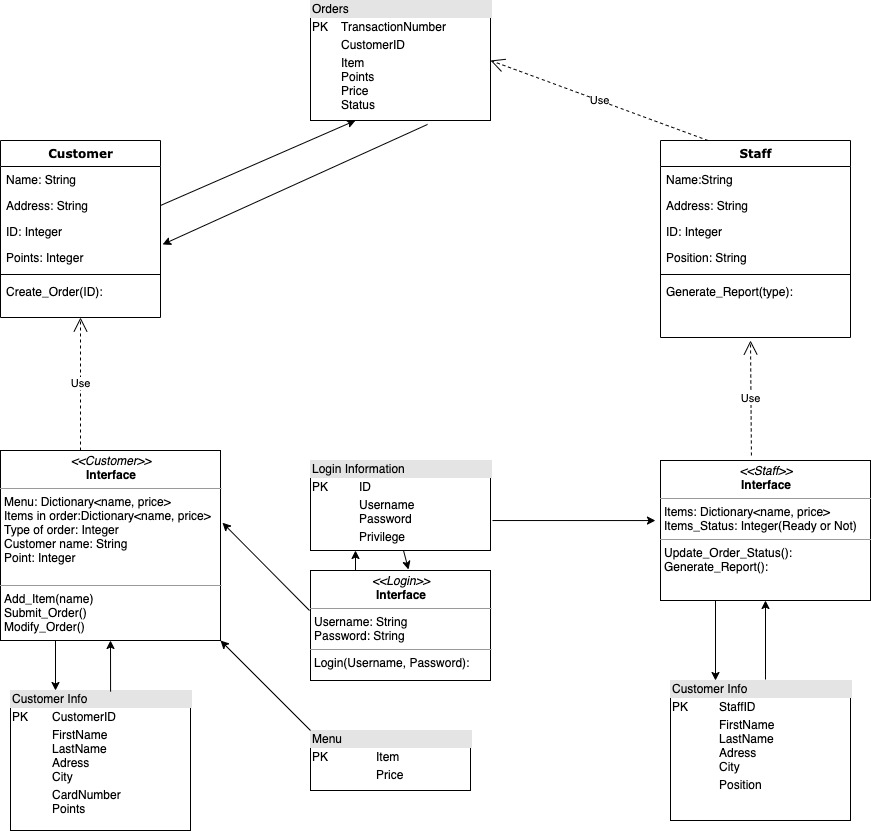 Orders
PK TransactionNumber
CustomerID
Item
Points
Price
Status
Use
Customer
Name: String
Address: String
ID: Integer
Points: Integer
Create_Order(ID):
Staff
Name:String
Address: String
ID: Integer
Position: String
Generate_Report(type):
Use
Use
<<Customer>>
Interface
Menu: Dictionary<name, price>
Items in order:Dictionary<name, price>
Type of order: Integer
Customer name: String
Point: Integer
Add_Item(name)
Submit_Order()
Modify_Order()
Login Information
PK ID
Username
Password
Privilege
<<Login>>
Interface
Username: String
Password: String
Login(Username, Password):
<<Staff>>
Interface
Items: Dictionary<name, price>
Items_Status: Integer(Ready or Not)
Update_Order_Status():
Generate_Report():
Customer Info
PK CustomerID
FirstName
LastName
Adress
City
CardNumber
Points
Menu
PK Item
Price
Customer Info
PK StaffID
FirstName
LastName
Adress
City
Position